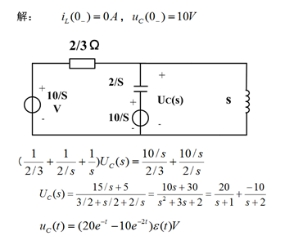 解： i_L(0_-)=0A，u_C(0_-)=10V
2/3 Ω
2/S
10/S
V
10/S
Uc(s)
s
(1/(2/3) + 1/(2/s) + 1/s)U_C(s) = (10/s)/(2/3) + (10/s)/(2/s)
U_C(s) = (15/s+5)/(3/2+s/2+2/s) = (10s+30)/(s²+3s+2) = 20/(s+1) + (-10)/(s+2)
u_C(t) = (20e^{-t} -10e^{-2t})ε(t)V